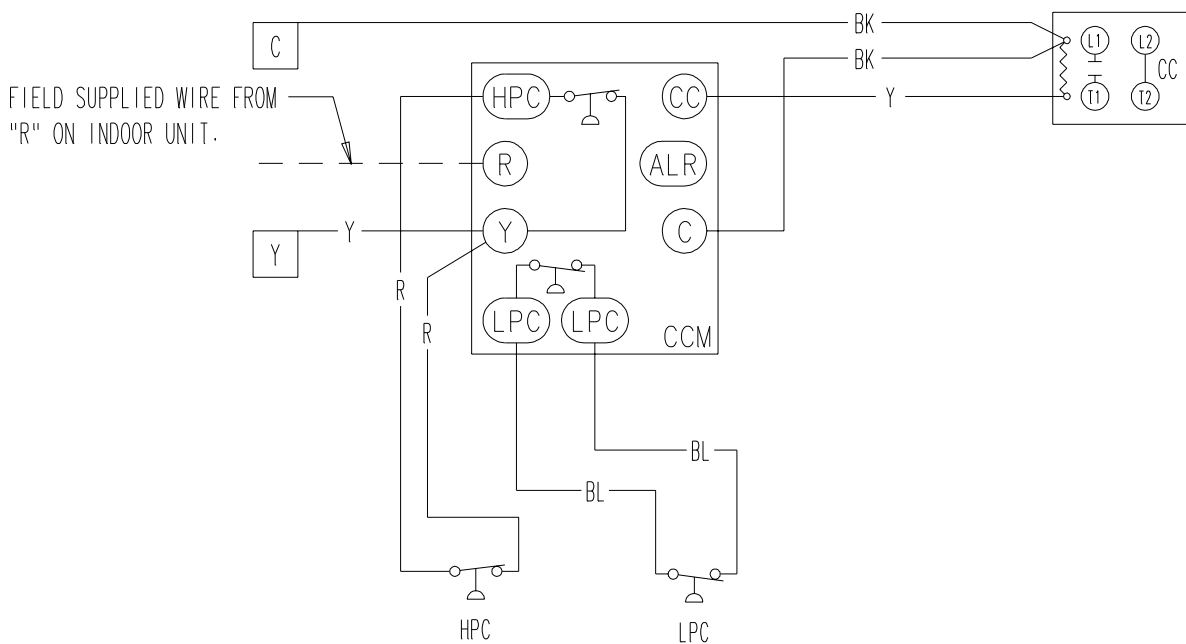 BK
L1
L2
C
BK
CC
FIELD SUPPLIED WIRE FROM
"R" ON INDOOR UNIT.
HPC
CC
Y
T1
T2
R
ALR
Y
Y
Y
C
R
R
LPC
LPC
CCM
BL
BL
HPC
LPC